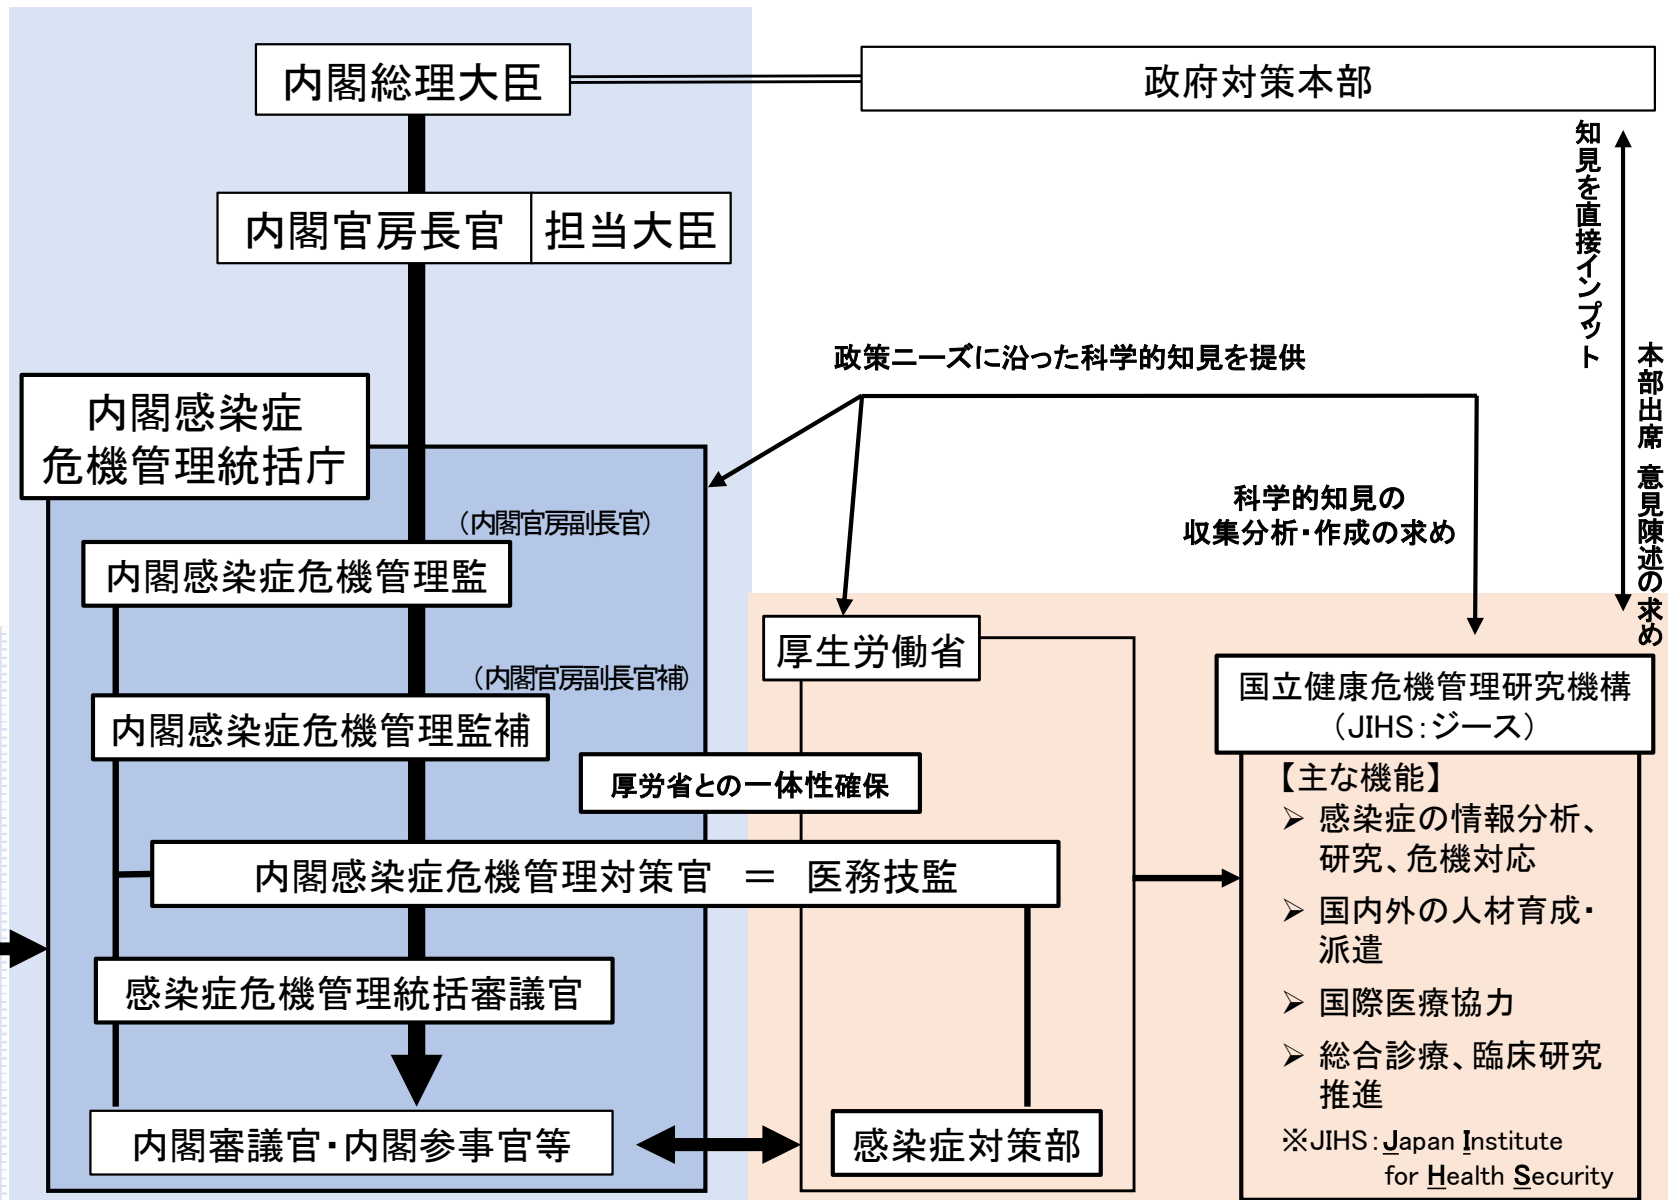 内閣総理大臣
政府対策本部
内閣官房長官
担当大臣
知見を直接インプット
本部出席 意見陳述の求め
政策ニーズに沿った科学的知見を提供
内閣感染症
危機管理統括庁
科学的知見の
収集分析・作成の求め
（内閣官房副長官）
内閣感染症危機管理監
（内閣官房副長官補）
内閣感染症危機管理監補
厚生労働省
国立健康危機管理研究機構
（JIHS：ジース）
厚労省との一体性確保
【主な機能】
➢ 感染症の情報分析、
研究、危機対応
➢ 国内外の人材育成・
派遣
➢ 国際医療協力
➢ 総合診療、臨床研究
推進
※JIHS：Japan Institute
for Health Security
内閣感染症危機管理対策官 ＝ 医務技監
感染症危機管理統括審議官
内閣審議官・内閣参事官等
感染症対策部